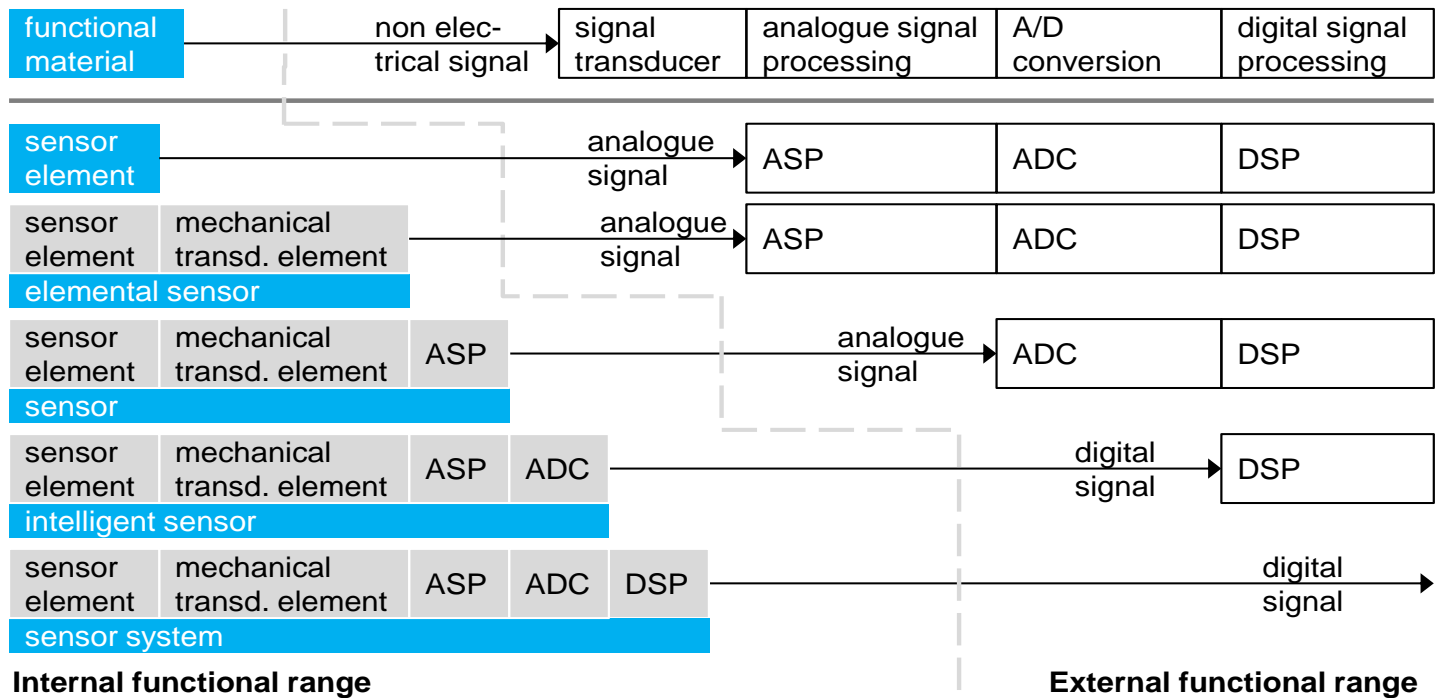 functional
material
non elec-
trical signal
signal
transducer
analogue signal
processing
A/D
conversion
digital signal
processing
sensor
element
analogue
signal
ASP
ADC
DSP
sensor
element
mechanical
transd. element
elemental sensor
analogue
signal
ASP
ADC
DSP
sensor
element
mechanical
transd. element
ASP
sensor
analogue
signal
ADC
DSP
sensor
element
mechanical
transd. element
ASP
ADC
intelligent sensor
digital
signal
DSP
sensor
element
mechanical
transd. element
ASP
ADC
DSP
sensor system
digital
signal
Internal functional range
External functional range